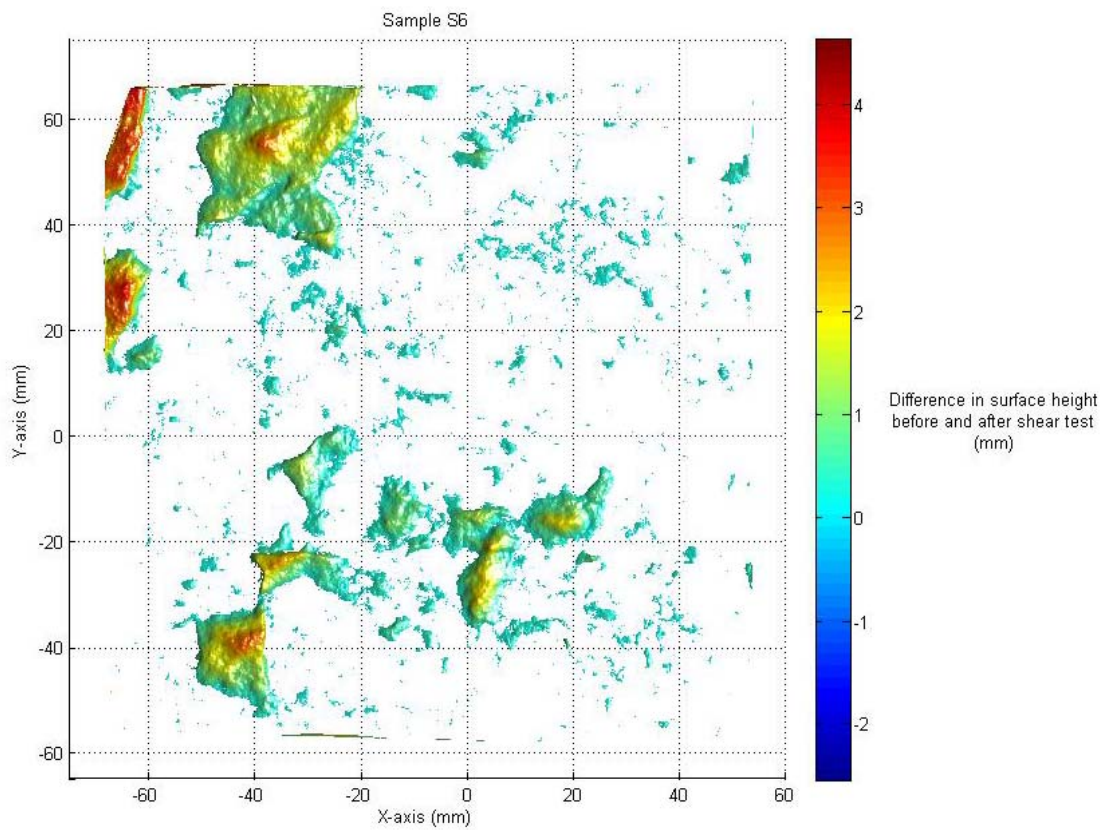 Sample S6
60
40
20
0
-20
-40
-60
Y-axis (mm)
-60 -40 -20 0 20 40 60
X-axis (mm)
4
3
2
1
0
-1
-2
Difference in surface height
before and after shear test
(mm)